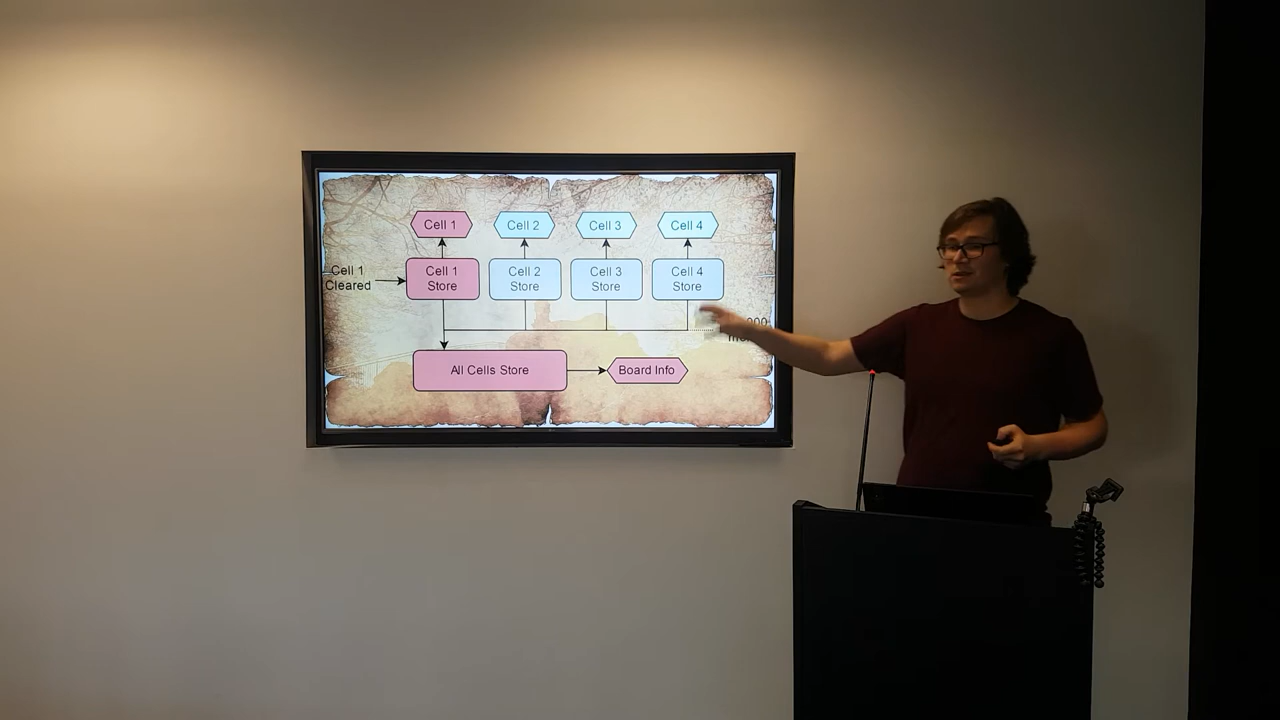 Cell 1
Cell 2
Cell 3
Cell 4
Cell 1
Cleared
Cell 1
Store
Cell 2
Store
Cell 3
Store
Cell 4
Store
All Cells Store
Board Info